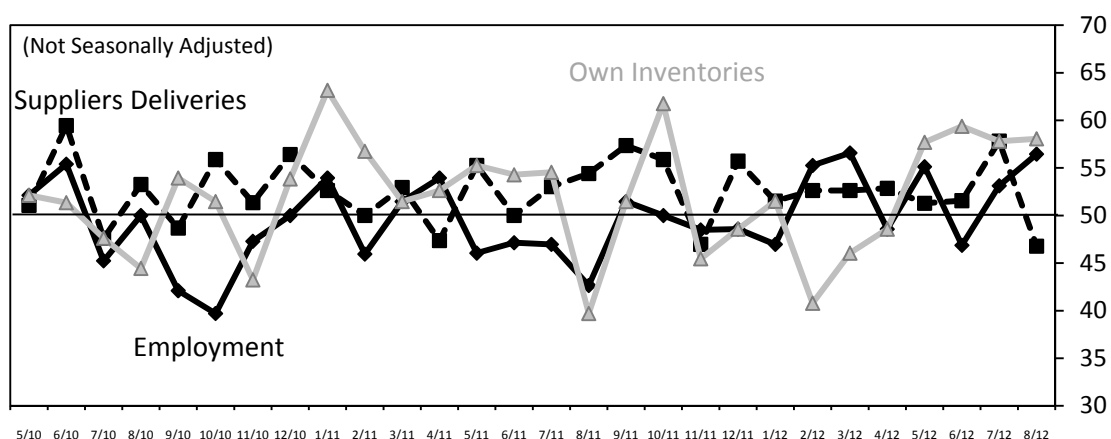 (Not Seasonally Adjusted)
Own Inventories
Suppliers Deliveries
Employment
70
65
60
55
50
45
40
35
30
5/10 6/10 7/10 8/10 9/10 10/10 11/10 12/10 1/11 2/11 3/11 4/11 5/11 6/11 7/11 8/11 9/11 10/11 11/11 12/11 1/12 2/12 3/12 4/12 5/12 6/12 7/12 8/12